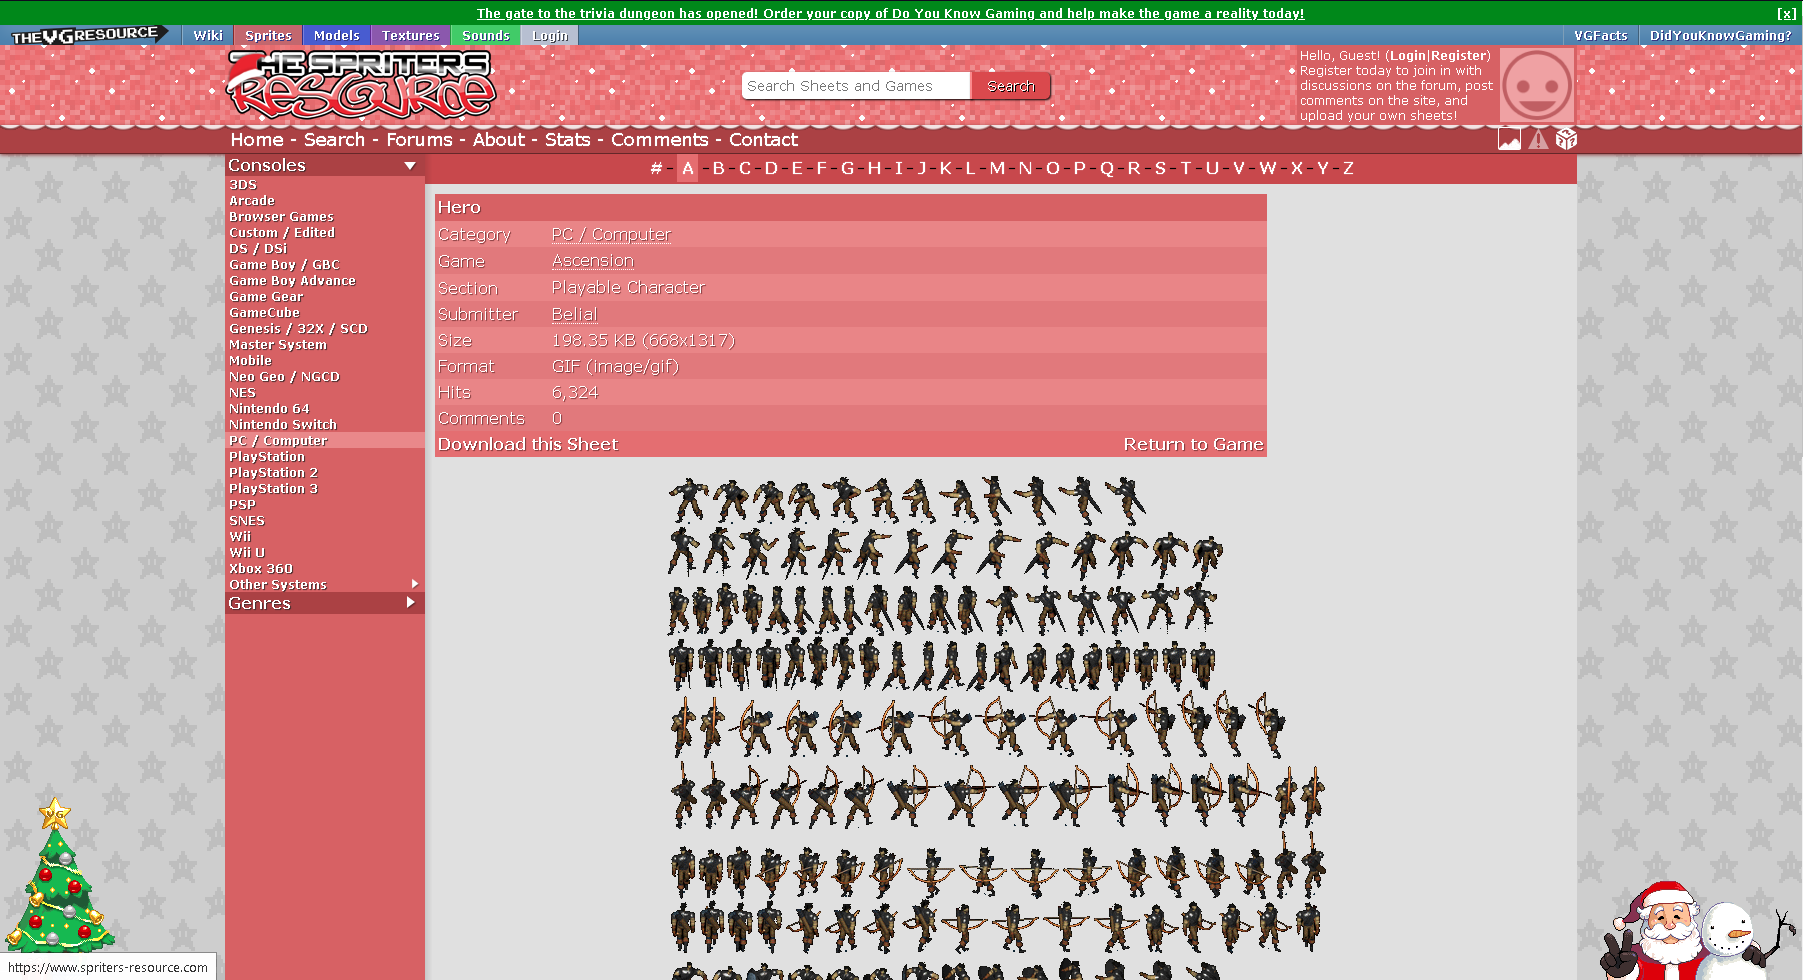 The gate to the trivia dungeon has opened! Order your copy of Do You Know Gaming and help make the game a reality today!
[x]
THE VG RESOURCE
Wiki
Sprites
Models
Textures
Sounds
Login
VGFacts
DidYouKnowGaming?
THE SPRITERS
RESOURCE
Search Sheets and Games
Search
Hello, Guest! (Login|Register)
Register today to join in with
discussions on the forum, post
comments on the site, and
upload your own sheets!
Home - Search - Forums - About - Stats - Comments - Contact
Consoles
3DS
Arcade
Browser Games
Custom / Edited
DS / DSi
Game Boy / GBC
Game Boy Advance
Game Gear
GameCube
Genesis / 32X / SCD
Master System
Mobile
Neo Geo / NGCD
NES
Nintendo 64
Nintendo Switch
PC / Computer
PlayStation
PlayStation 2
PlayStation 3
PSP
SNES
Wii
Wii U
Xbox 360
Other Systems
Genres
# - A - B - C - D - E - F - G - H - I - J - K - L - M - N - O - P - Q - R - S - T - U - V - W - X - Y - Z
Hero
Category PC / Computer
Game Ascension
Section Playable Character
Submitter Belial
Size 198.35 KB (668x1317)
Format GIF (image/gif)
Hits 6,324
Comments 0
Download this Sheet
Return to Game
VG
https://www.spriters-resource.com